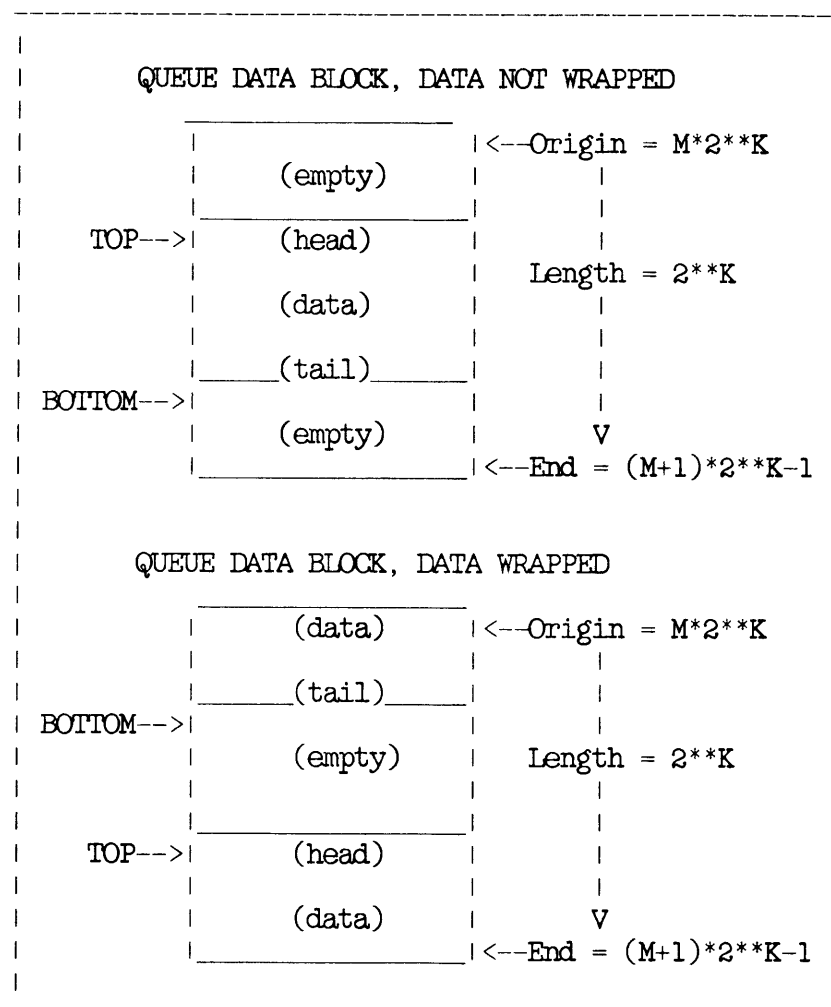 QUEUE DATA BLOCK, DATA NOT WRAPPED
<--Origin = M*2**K
(empty)
TOP-->
(head)
Length = 2**K
(data)
(tail)
BOTTOM-->
(empty)
V
<--End = (M+1)*2**K-1
QUEUE DATA BLOCK, DATA WRAPPED
(data)
<--Origin = M*2**K
(tail)
BOTTOM-->
(empty)
Length = 2**K
TOP-->
(head)
(data)
V
<--End = (M+1)*2**K-1